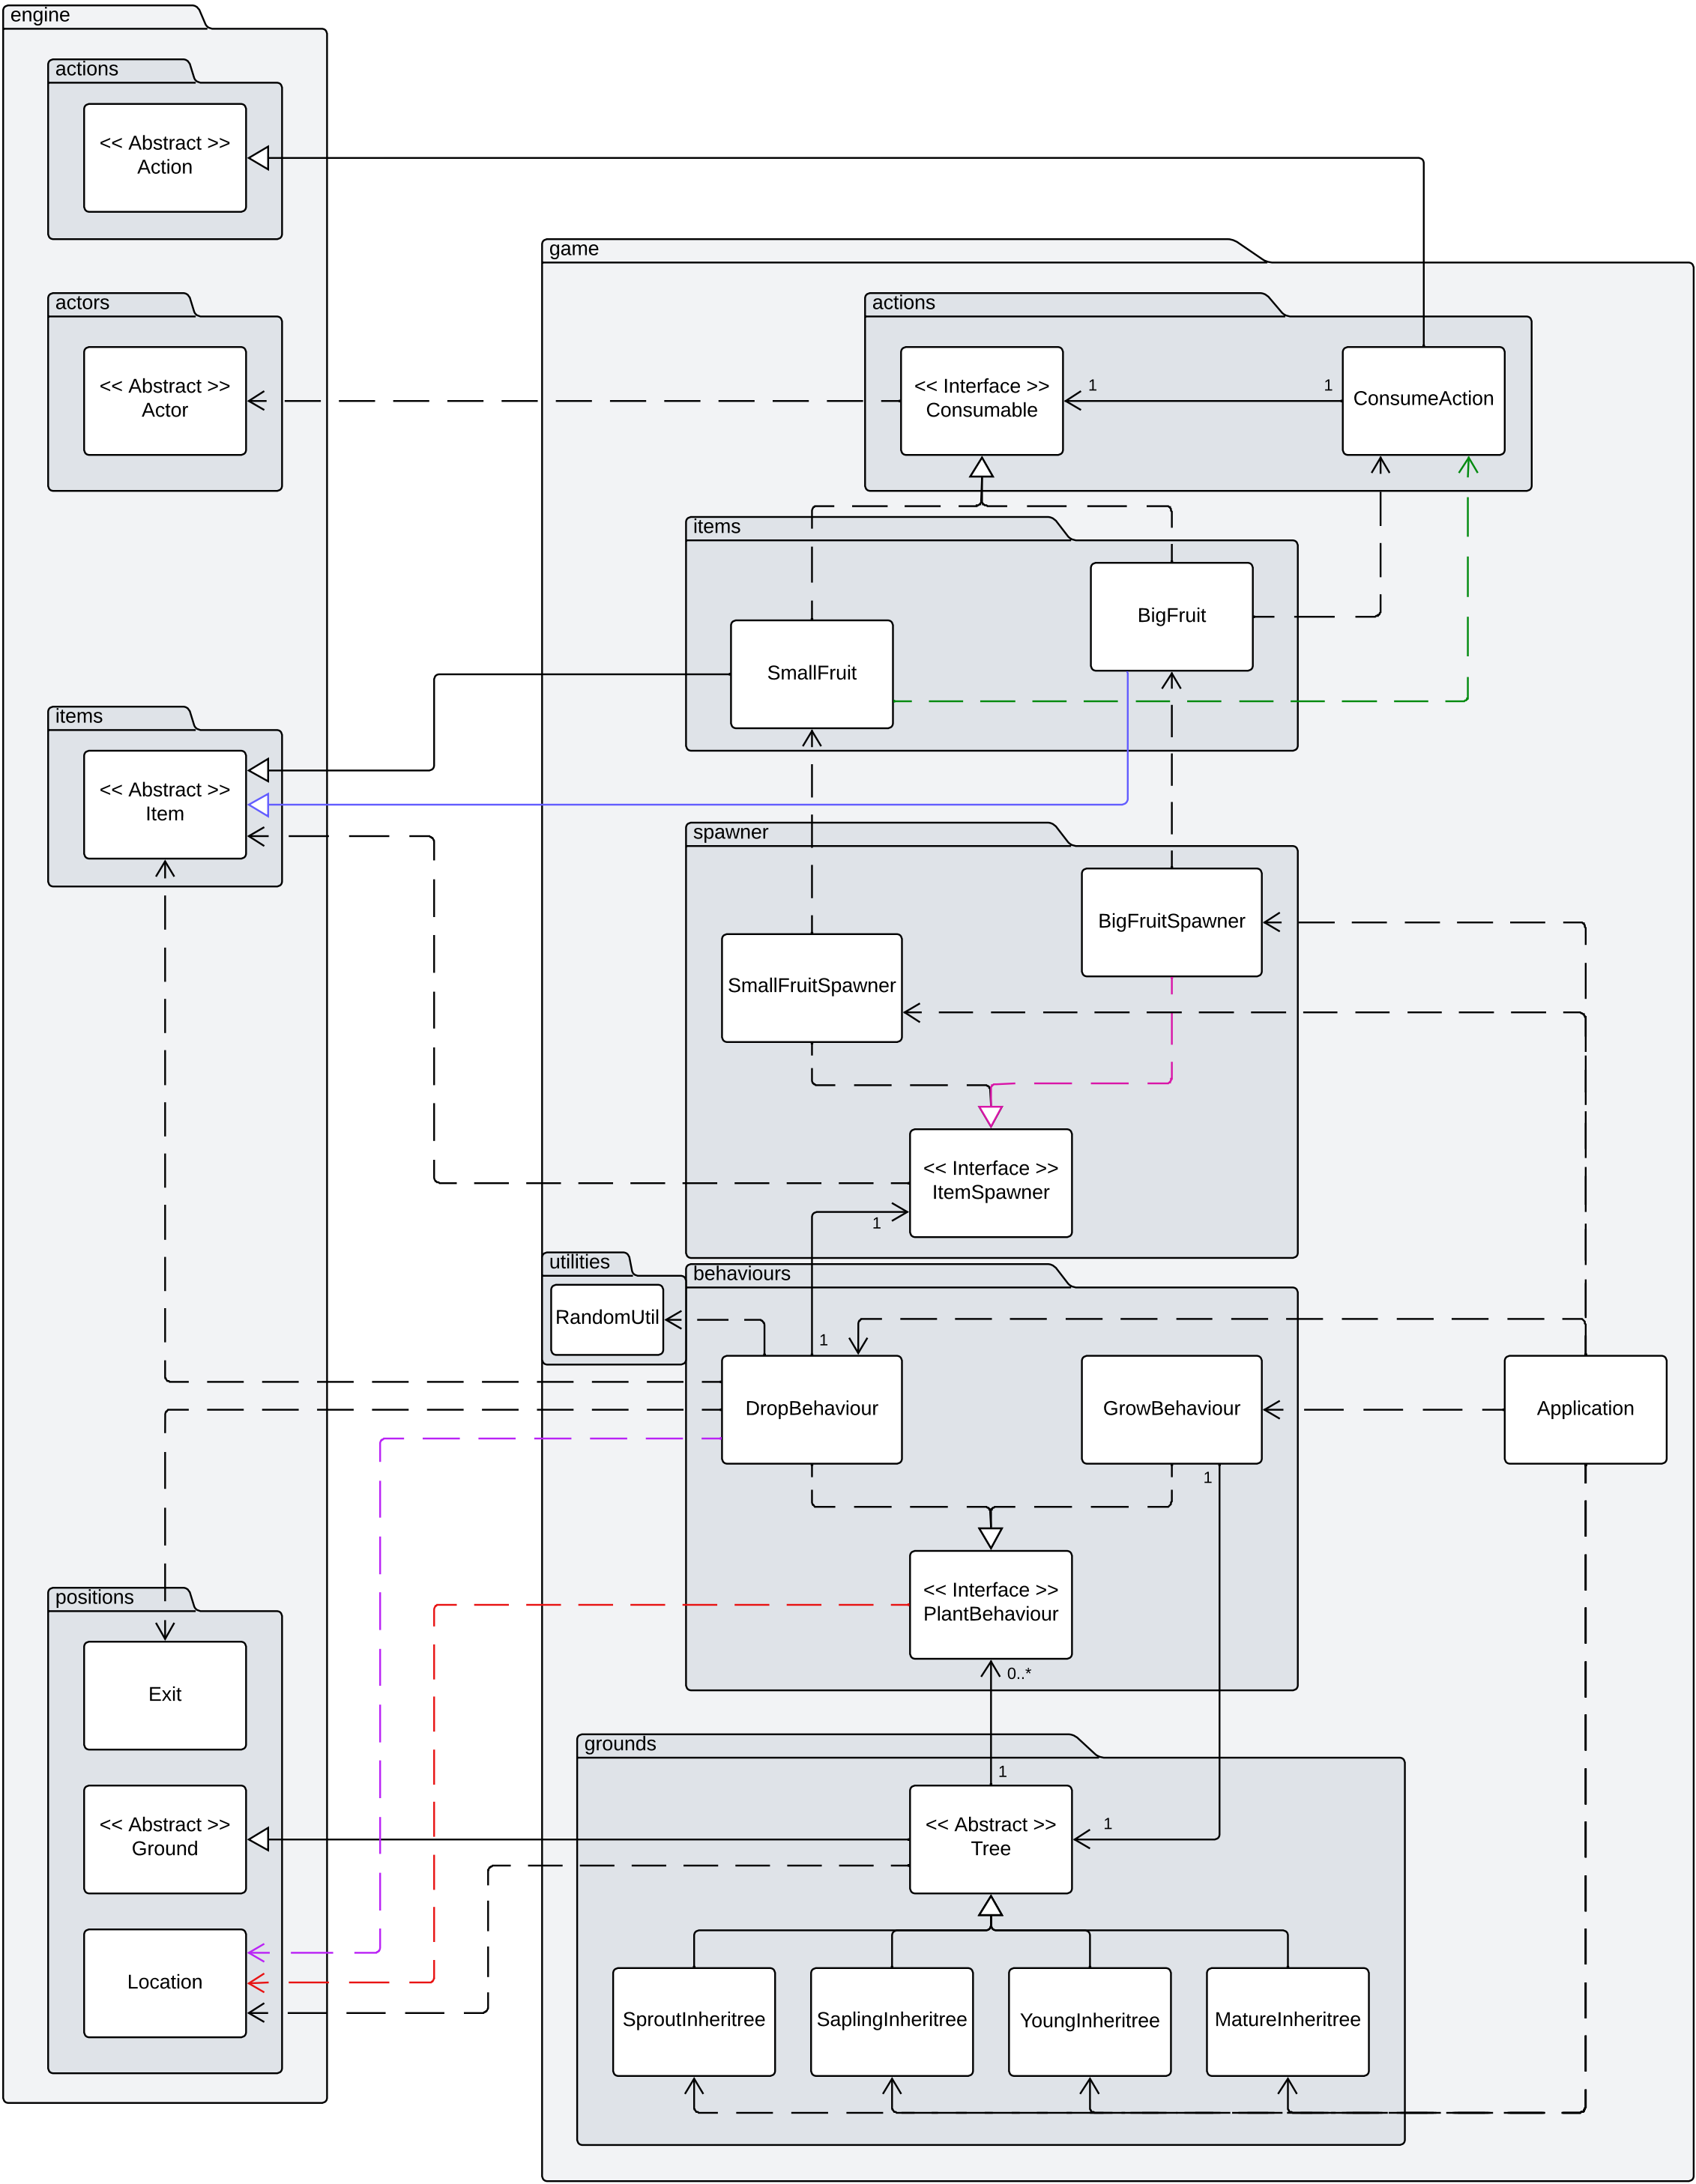 engine
actions
<< Abstract >>
Action
game
actors
actions
<< Abstract >>
Actor
<< Interface >>
Consumable
1
1
ConsumeAction
items
BigFruit
SmallFruit
items
<< Abstract >>
Item
spawner
BigFruitSpawner
SmallFruitSpawner
<< Interface >>
ItemSpawner
1
utilities
RandomUtil
behaviours
1
DropBehaviour
GrowBehaviour
Application
1
<< Interface >>
PlantBehaviour
0..*
positions
Exit
grounds
1
<< Abstract >>
Ground
<< Abstract >>
Tree
1
Location
SproutInheritree
SaplingInheritree
YoungInheritree
MatureInheritree